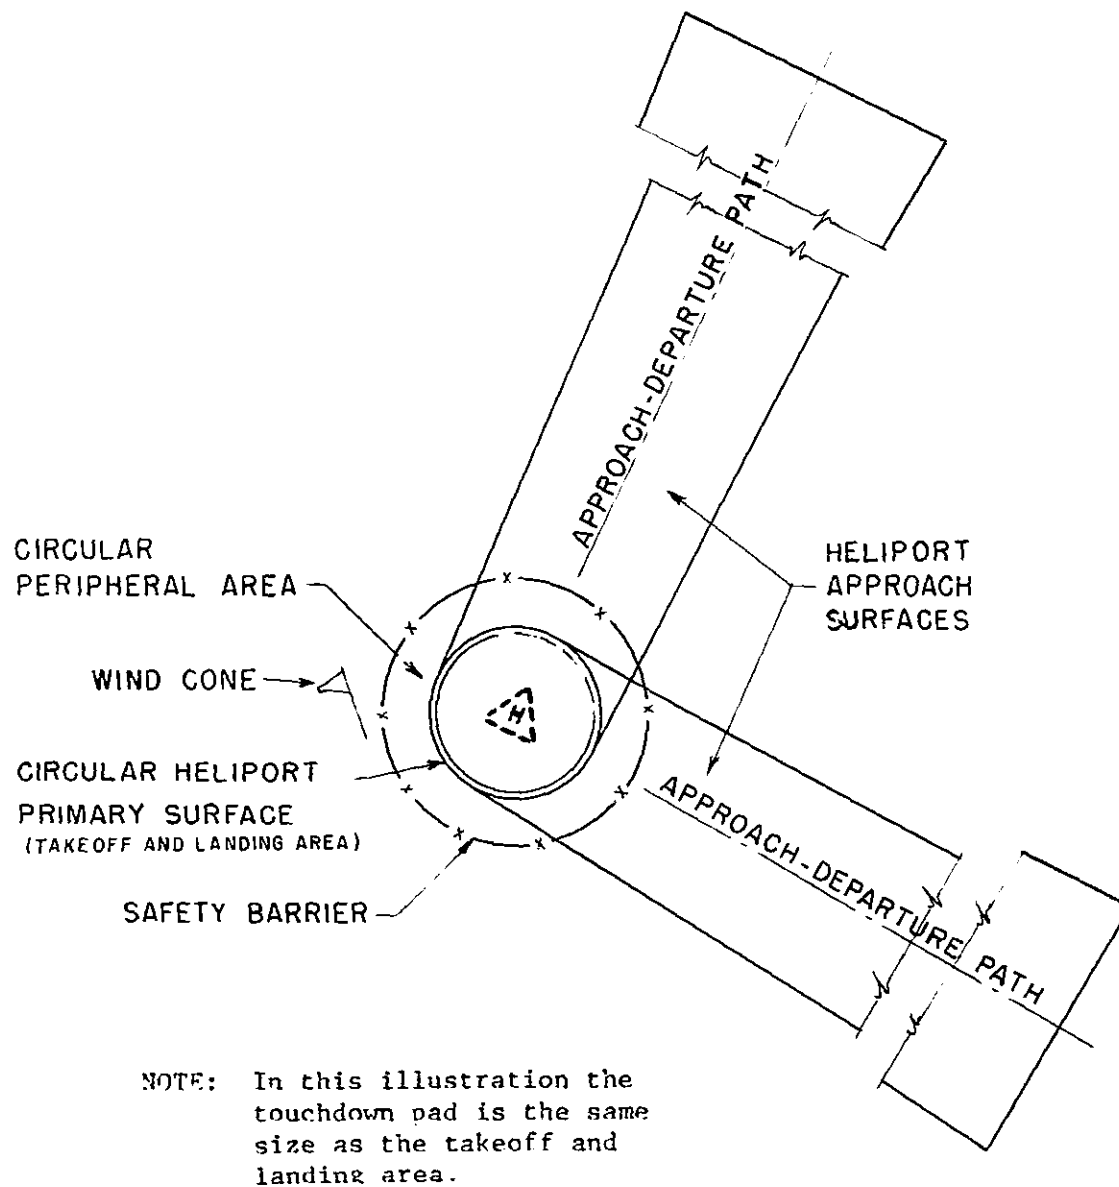 APPROACH-DEPARTURE PATH
CIRCULAR
PERIPHERAL AREA
HELIPORT
APPROACH
SURFACES
WIND CONE
H
CIRCULAR HELIPORT
PRIMARY SURFACE
(TAKEOFF AND LANDING AREA)
APPROACH-DEPARTURE PATH
SAFETY BARRIER
NOTE: In this illustration the
touchdown pad is the same
size as the takeoff and
landing area.